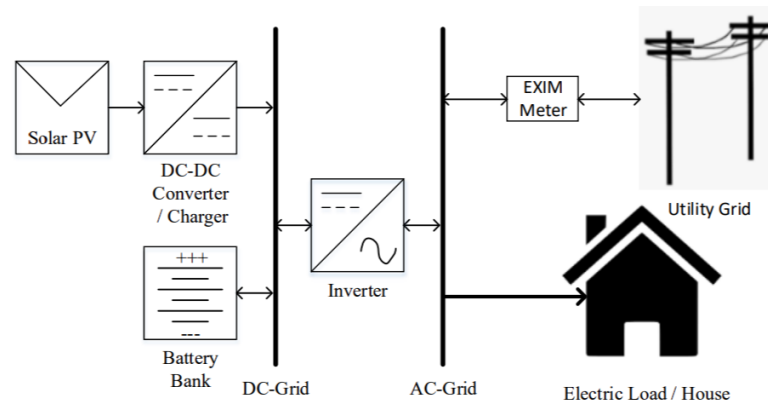 Solar PV
DC-DC
Converter
/ Charger
+++
---
Battery
Bank
DC-Grid
Inverter
AC-Grid
EXIM
Meter
Utility Grid
Electric Load / House